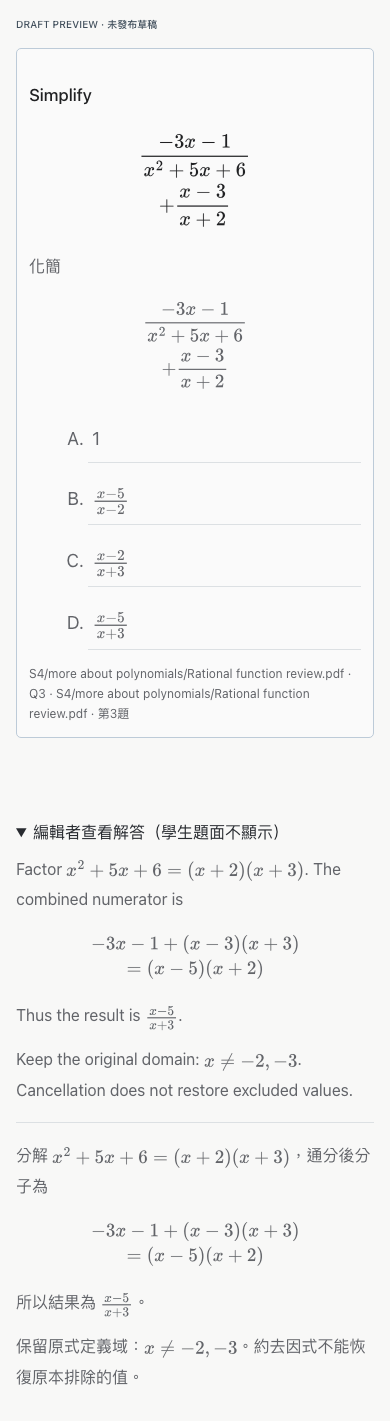 DRAFT PREVIEW · 未發布草稿
Simplify
−3x − 1
x² + 5x + 6
+ x − 3
x + 2
化簡
−3x − 1
x² + 5x + 6
+ x − 3
x + 2
A. 1
B. x−5
x−2
C. x−2
x+3
D. x−5
x+3
S4/more about polynomials/Rational function review.pdf ·
Q3 · S4/more about polynomials/Rational function
review.pdf · 第3題
▼ 編輯者查看解答（學生題面不顯示）
Factor x² + 5x + 6 = (x + 2)(x + 3). The
combined numerator is
−3x − 1 + (x − 3)(x + 3)
= (x − 5)(x + 2)
Thus the result is x−5/x+3.
Keep the original domain: x ≠ −2, −3.
Cancellation does not restore excluded values.
分解 x² + 5x + 6 = (x + 2)(x + 3)，通分後分
子為
−3x − 1 + (x − 3)(x + 3)
= (x − 5)(x + 2)
所以結果為 x−5/x+3。
保留原式定義域：x ≠ −2, −3。約去因式不能恢
復原本排除的值。